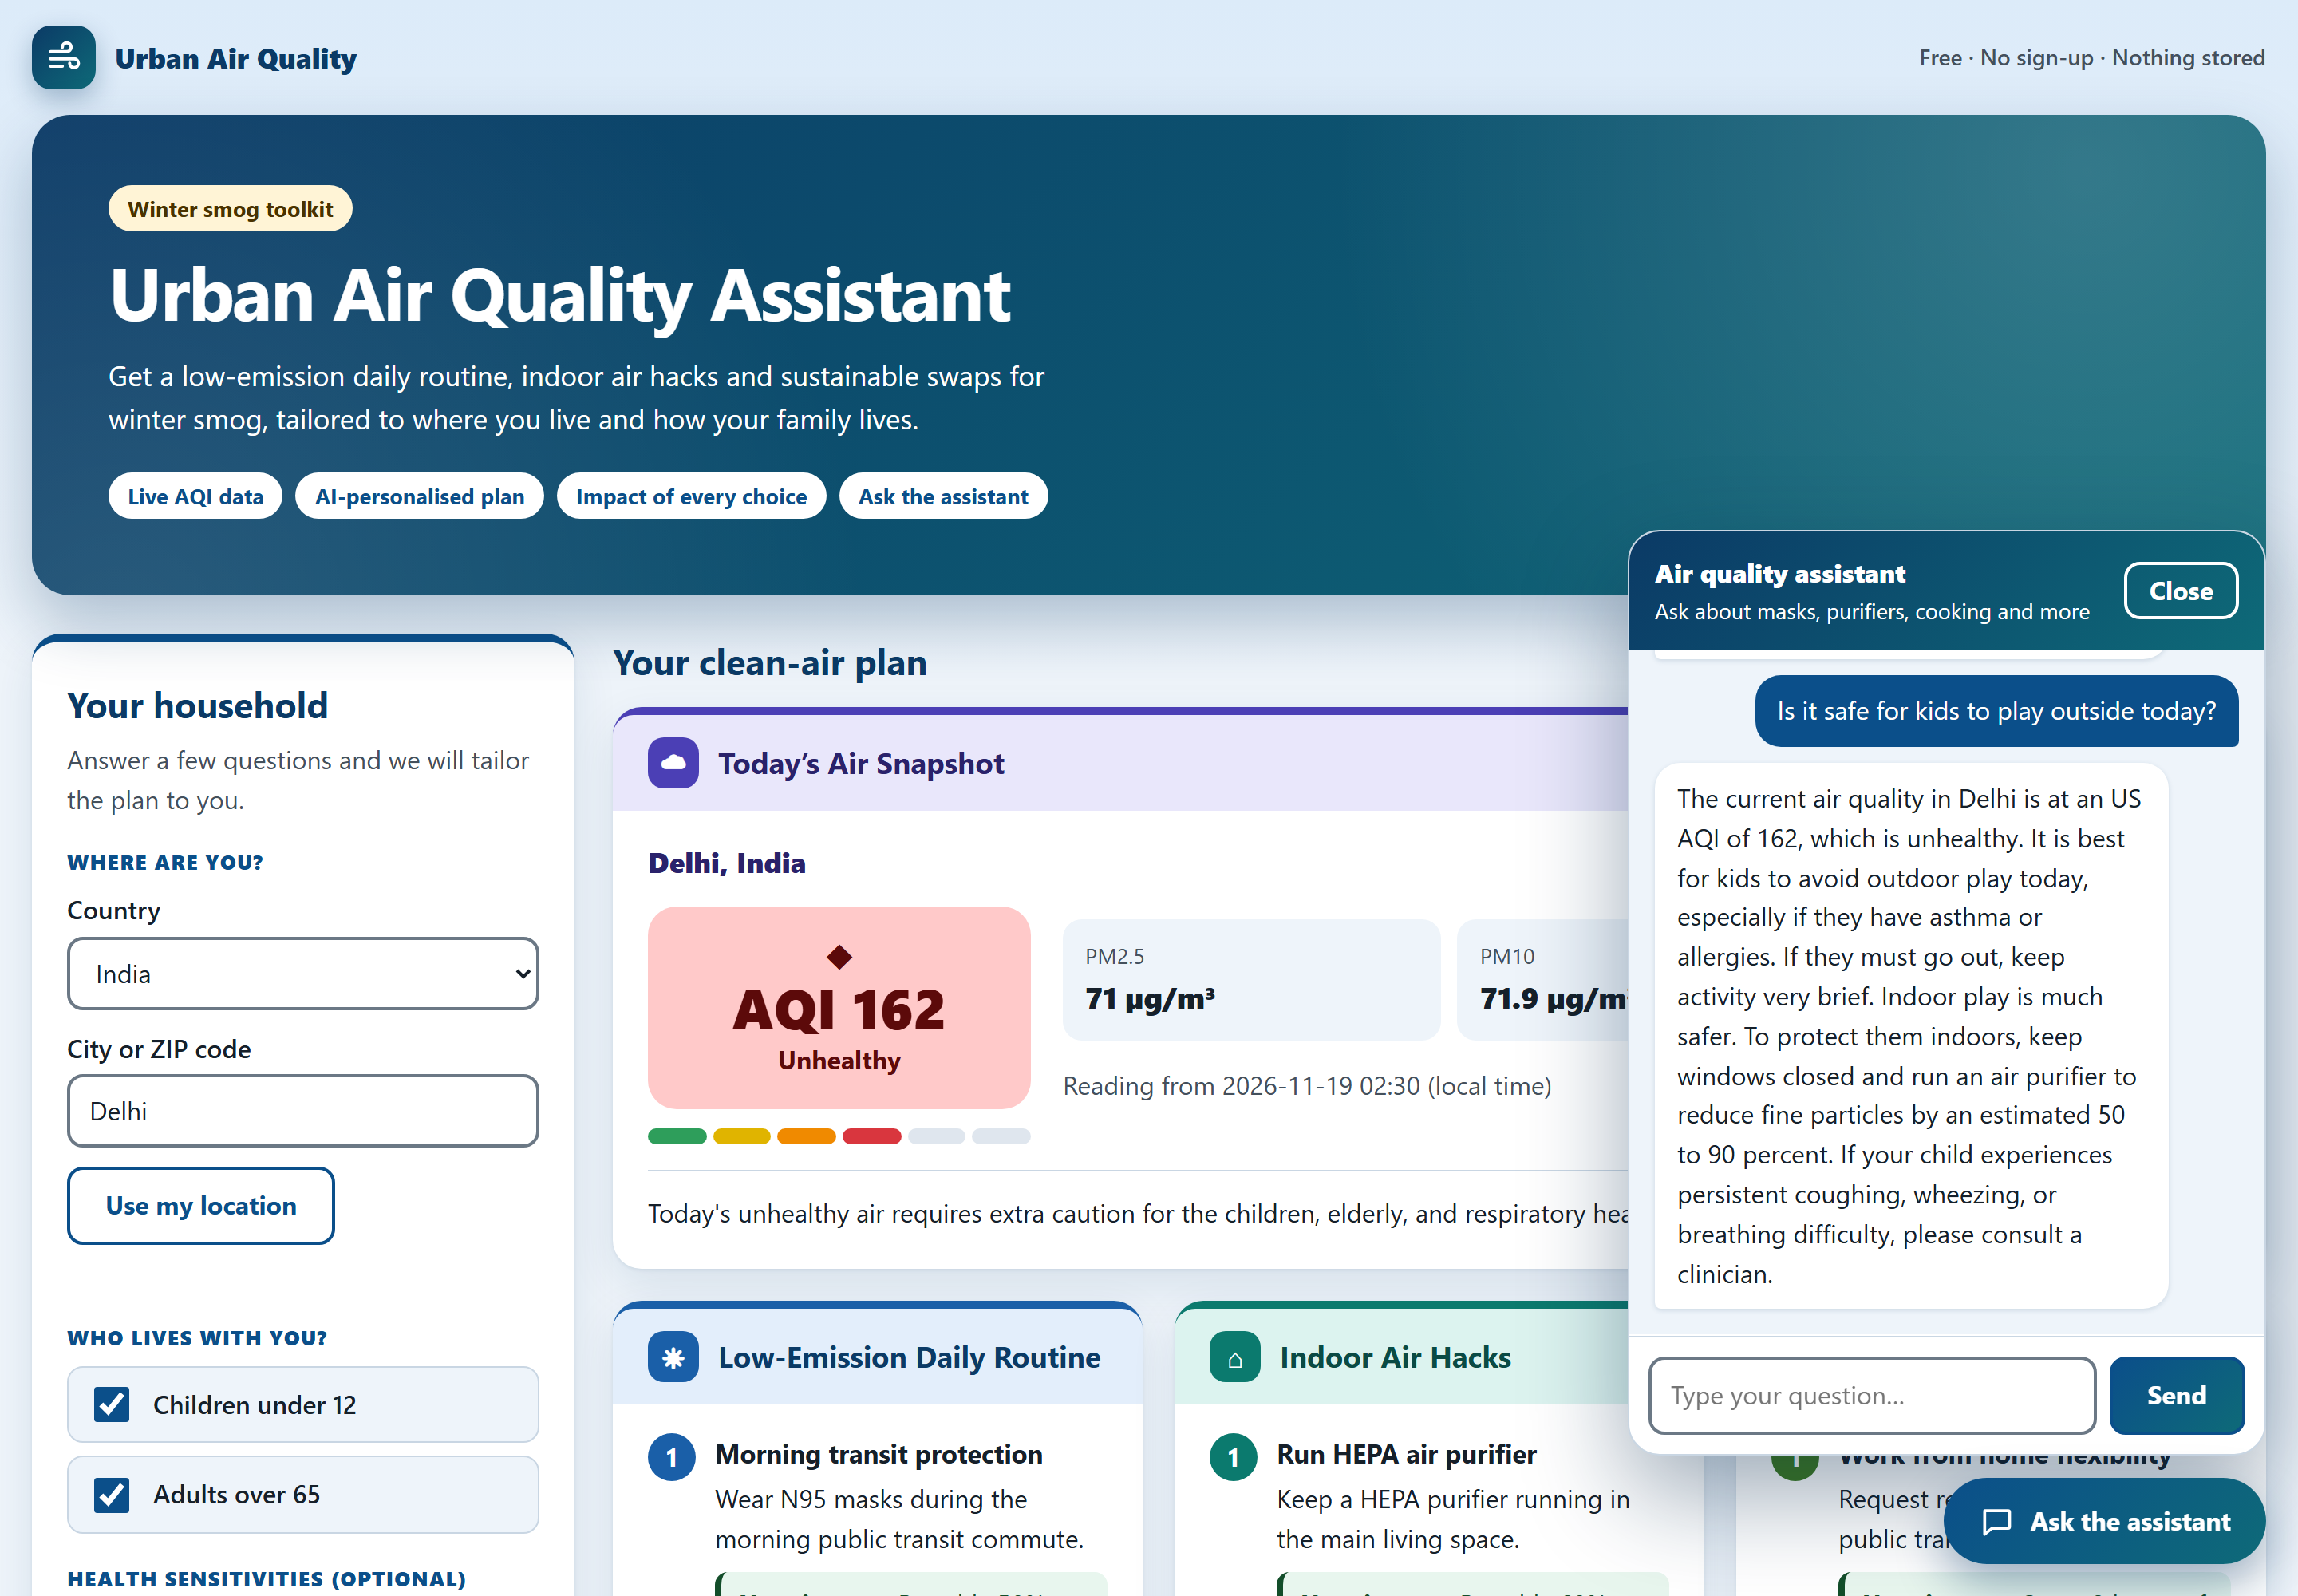 Urban Air Quality
Free · No sign-up · Nothing stored
Winter smog toolkit
Urban Air Quality Assistant
Get a low-emission daily routine, indoor air hacks and sustainable swaps for
winter smog, tailored to where you live and how your family lives.
Live AQI data
AI-personalised plan
Impact of every choice
Ask the assistant
Your household
Answer a few questions and we will tailor
the plan to you.
WHERE ARE YOU?
Country
India
City or ZIP code
Delhi
Use my location
WHO LIVES WITH YOU?
Children under 12
Adults over 65
HEALTH SENSITIVITIES (OPTIONAL)
Your clean-air plan
Today’s Air Snapshot
Delhi, India
◆
AQI 162
Unhealthy
PM2.5
71 µg/m³
PM10
71.9 µg/m³
Reading from 2026-11-19 02:30 (local time)
Today's unhealthy air requires extra caution for the children, elderly, and respiratory
Low-Emission Daily Routine
1
Morning transit protection
Wear N95 masks during the
morning public transit commute.
Indoor Air Hacks
1
Run HEPA air purifier
Keep a HEPA purifier running in
the main living space.
1
Work from home flexibility
Request
public
Air quality assistant
Ask about masks, purifiers, cooking and more
Close
Is it safe for kids to play outside today?
The current air quality in Delhi is at an US
AQI of 162, which is unhealthy. It is best
for kids to avoid outdoor play today,
especially if they have asthma or
allergies. If they must go out, keep
activity very brief. Indoor play is much
safer. To protect them indoors, keep
windows closed and run an air purifier to
reduce fine particles by an estimated 50
to 90 percent. If your child experiences
persistent coughing, wheezing, or
breathing difficulty, please consult a
clinician.
Type your question...
Send
Ask the assistant